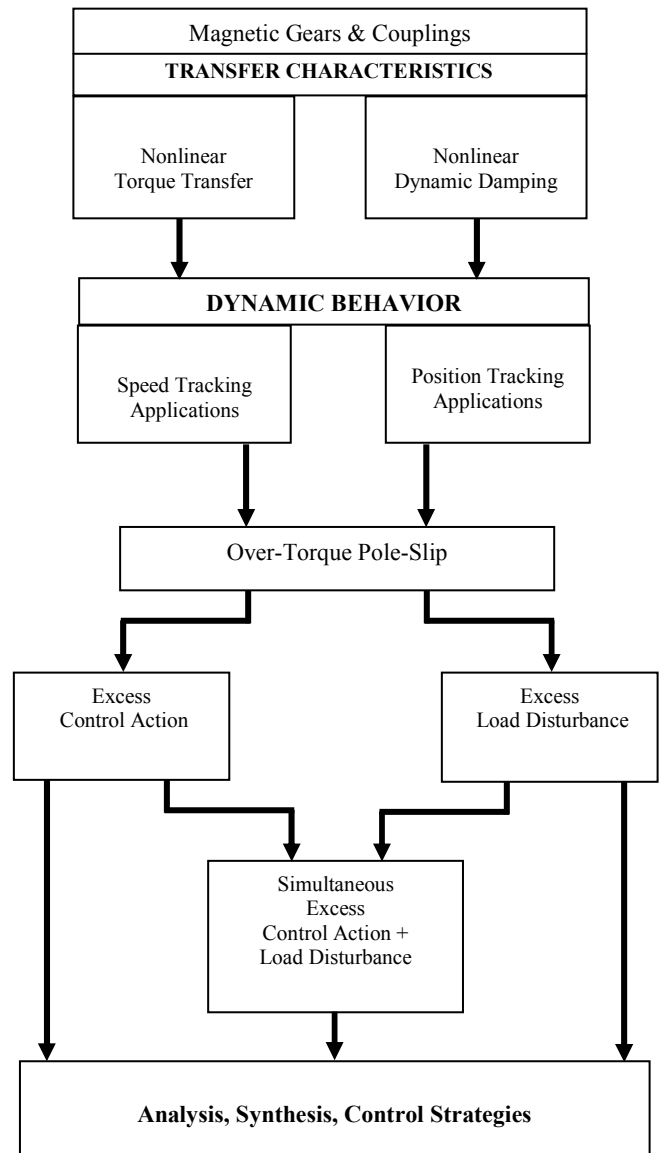 Magnetic Gears & Couplings
TRANSFER CHARACTERISTICS
Nonlinear
Torque Transfer
Nonlinear
Dynamic Damping
DYNAMIC BEHAVIOR
Speed Tracking
Applications
Position Tracking
Applications
Over-Torque Pole-Slip
Excess
Control Action
Excess
Load Disturbance
Simultaneous
Excess
Control Action +
Load Disturbance
Analysis, Synthesis, Control Strategies